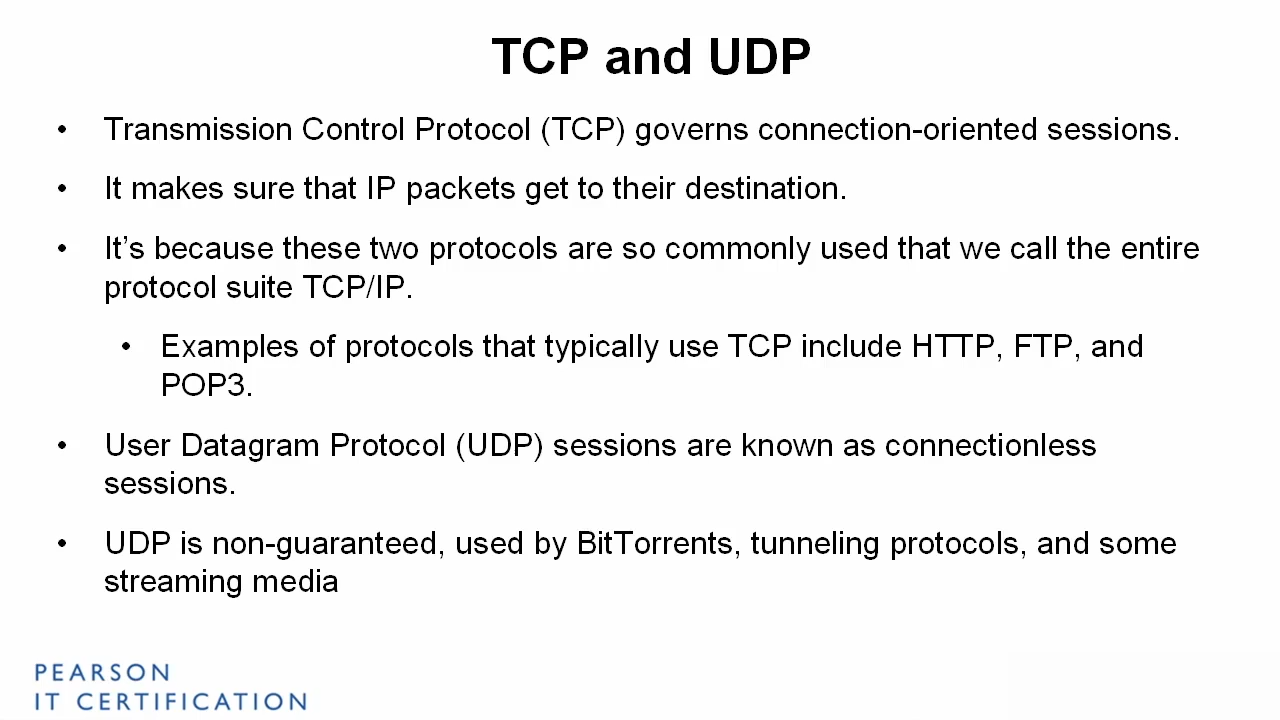 TCP and UDP
• Transmission Control Protocol (TCP) governs connection-oriented sessions.
• It makes sure that IP packets get to their destination.
• It’s because these two protocols are so commonly used that we call the entire
protocol suite TCP/IP.
• Examples of protocols that typically use TCP include HTTP, FTP, and
POP3.
• User Datagram Protocol (UDP) sessions are known as connectionless
sessions.
• UDP is non-guaranteed, used by BitTorrents, tunneling protocols, and some
streaming media
PEARSON
IT CERTIFICATION